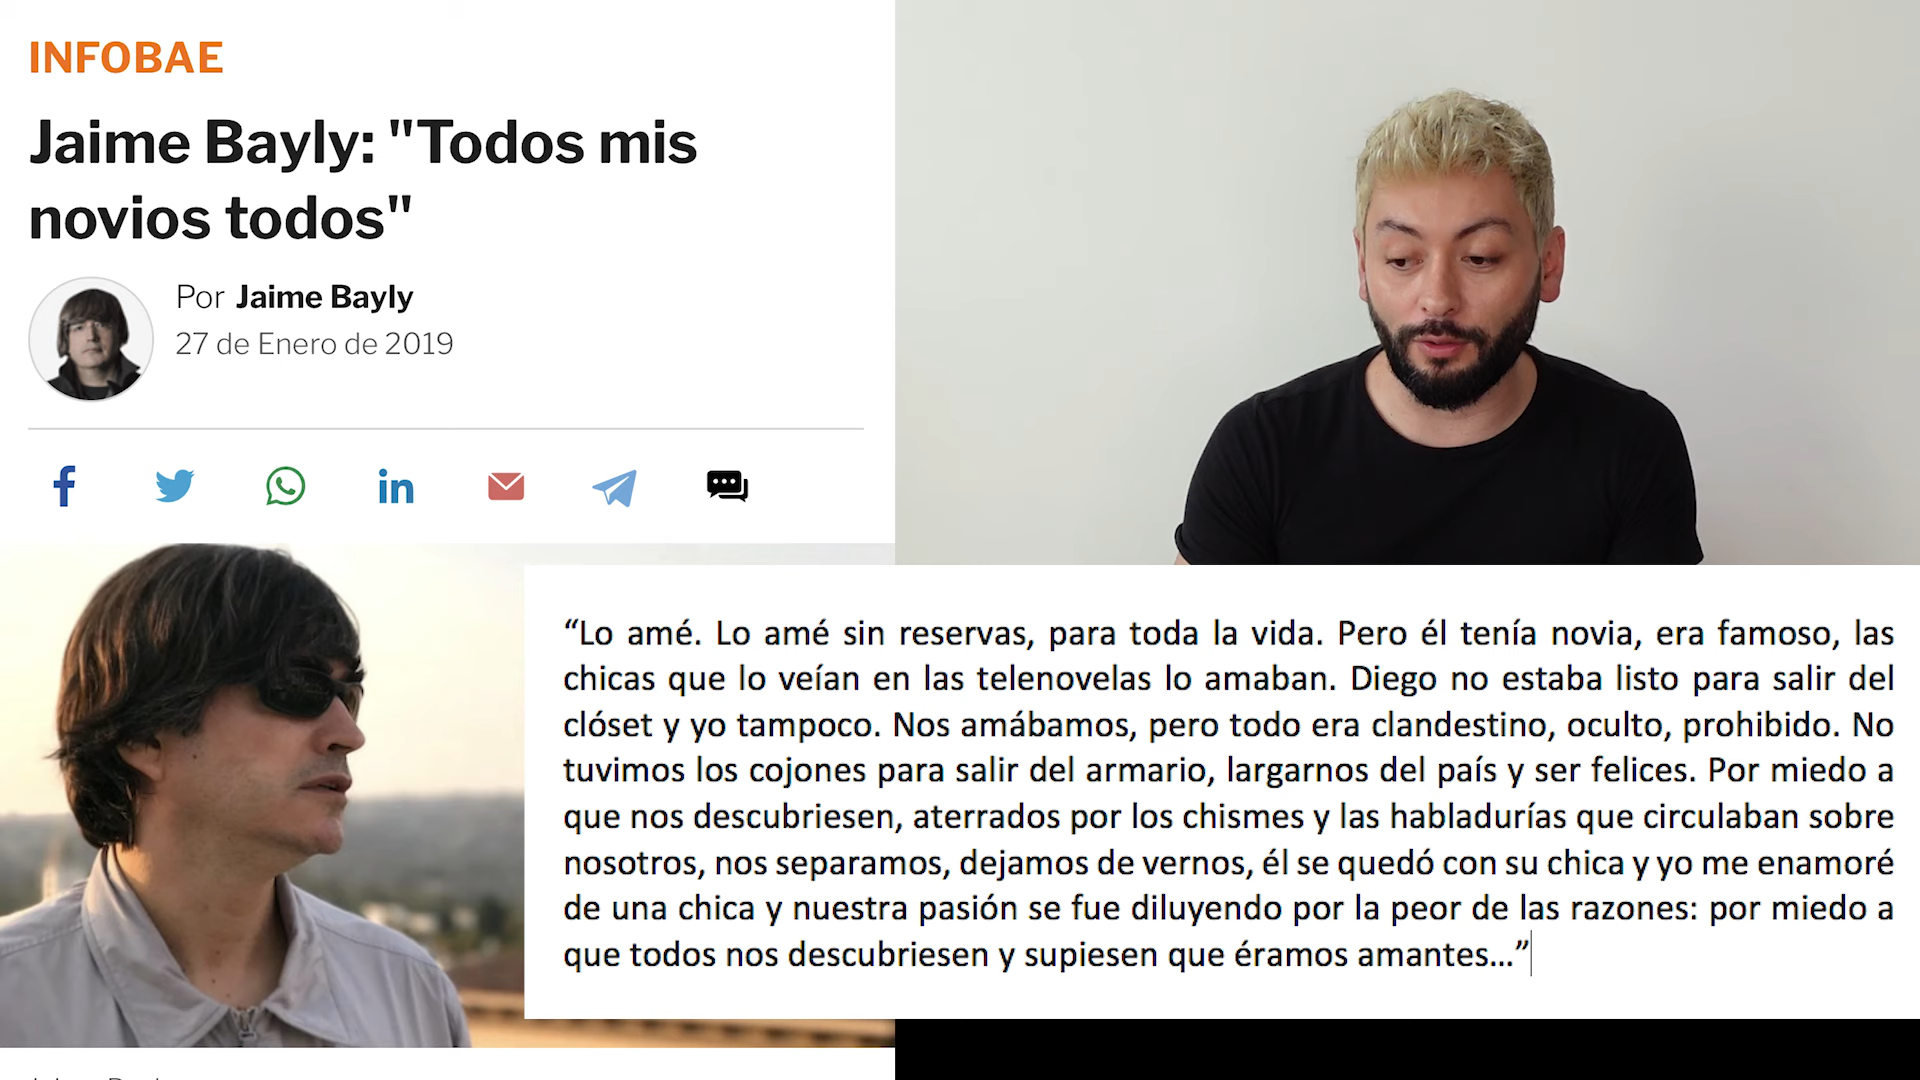 INFOBAE
Jaime Bayly: "Todos mis
novios todos"
Por Jaime Bayly
27 de Enero de 2019
“Lo amé. Lo amé sin reservas, para toda la vida. Pero él tenía novia, era famoso, las
chicas que lo veían en las telenovelas lo amaban. Diego no estaba listo para salir del
clóset y yo tampoco. Nos amábamos, pero todo era clandestino, oculto, prohibido. No
tuvimos los cojones para salir del armario, largarnos del país y ser felices. Por miedo a
que nos descubriesen, aterrados por los chismes y las habladurías que circulaban sobre
nosotros, nos separamos, dejamos de vernos, él se quedó con su chica y yo me enamoré
de una chica y nuestra pasión se fue diluyendo por la peor de las razones: por miedo a
que todos nos descubriesen y supiesen que éramos amantes...”